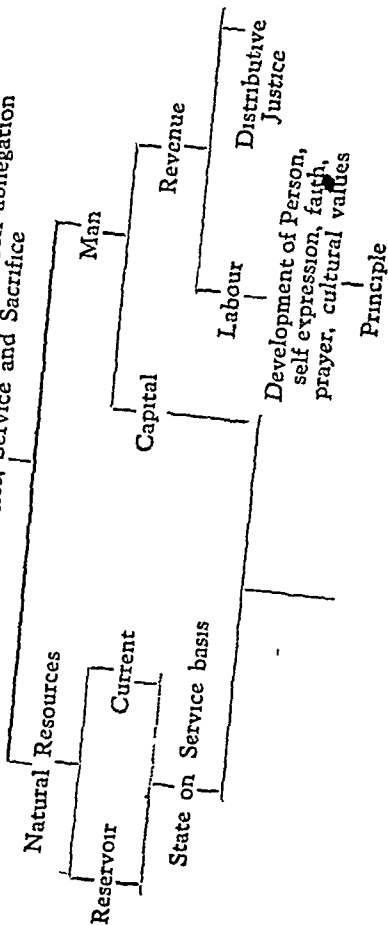 Service and Sacrifice
Natural Resources
Man
Reservoir
Current
Capital
Revenue
State on Service basis
Labour
Distributive
Justice
Development of Person,
self expression, faith,
prayer, cultural values
Principle